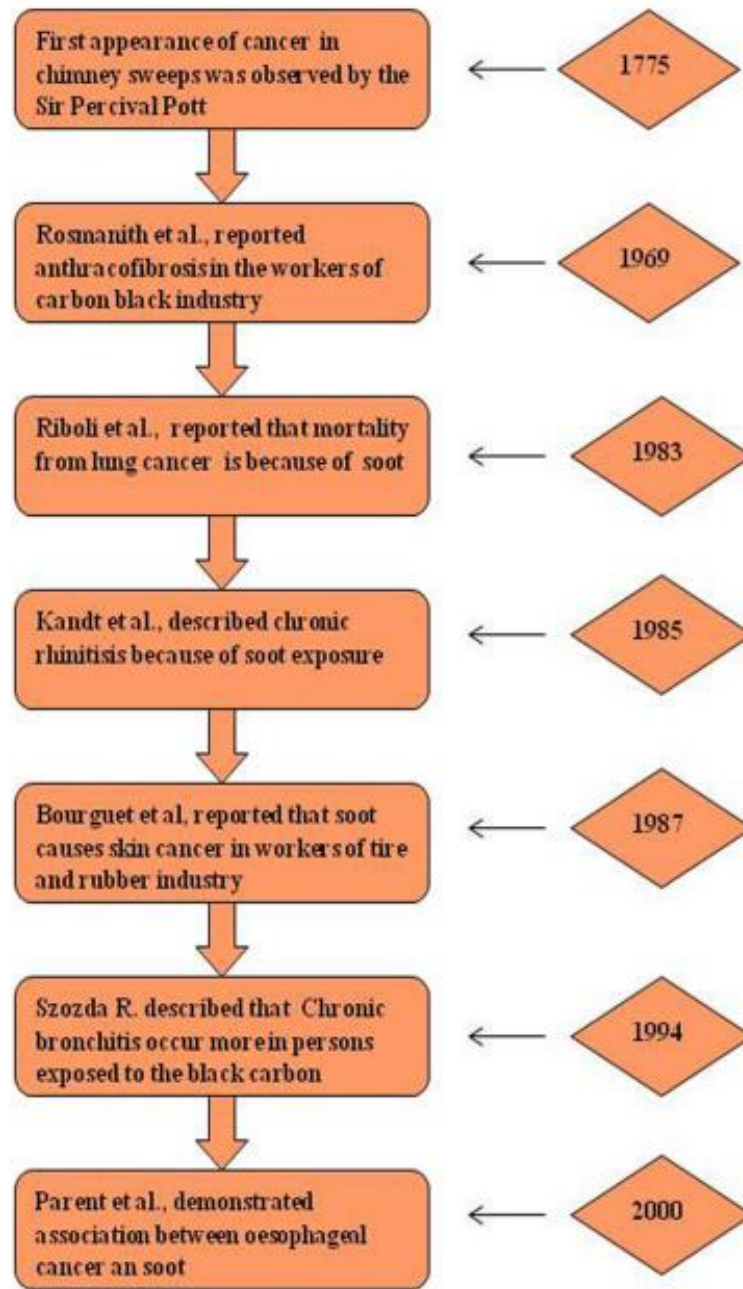 First appearance of cancer in
chimney sweeps was observed by the
Sir Percival Pott
1775
Rosmanith et al., reported
anthracofibrosis in the workers of
carbon black industry
1969
Riboli et al., reported that mortality
from lung cancer is because of soot
1983
Kandt et al., described chronic
rhinitisis because of soot exposure
1985
Bourguet et al, reported that soot
causes skin cancer in workers of tire
and rubber industry
1987
Szozda R. described that Chronic
bronchitis occur more in persons
exposed to the black carbon
1994
Parent et al., demonstrated
association between oesophageal
cancer an soot
2000